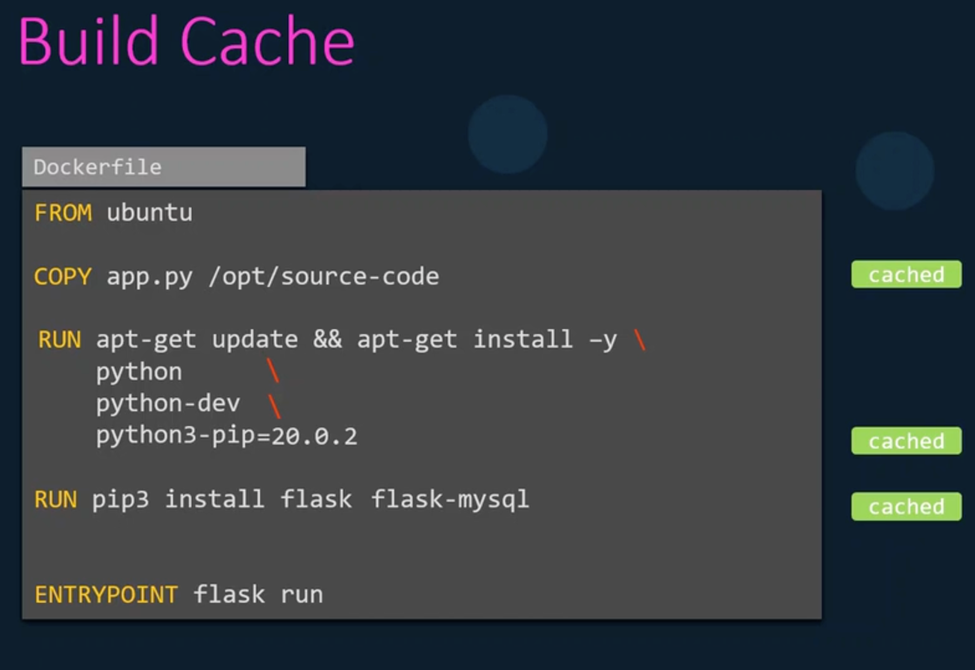 Build Cache
Dockerfile
FROM ubuntu
COPY app.py /opt/source-code
cached
RUN apt-get update && apt-get install –y \
python \
python-dev \
python3-pip=20.0.2
cached
RUN pip3 install flask flask-mysql
cached
ENTRYPOINT flask run